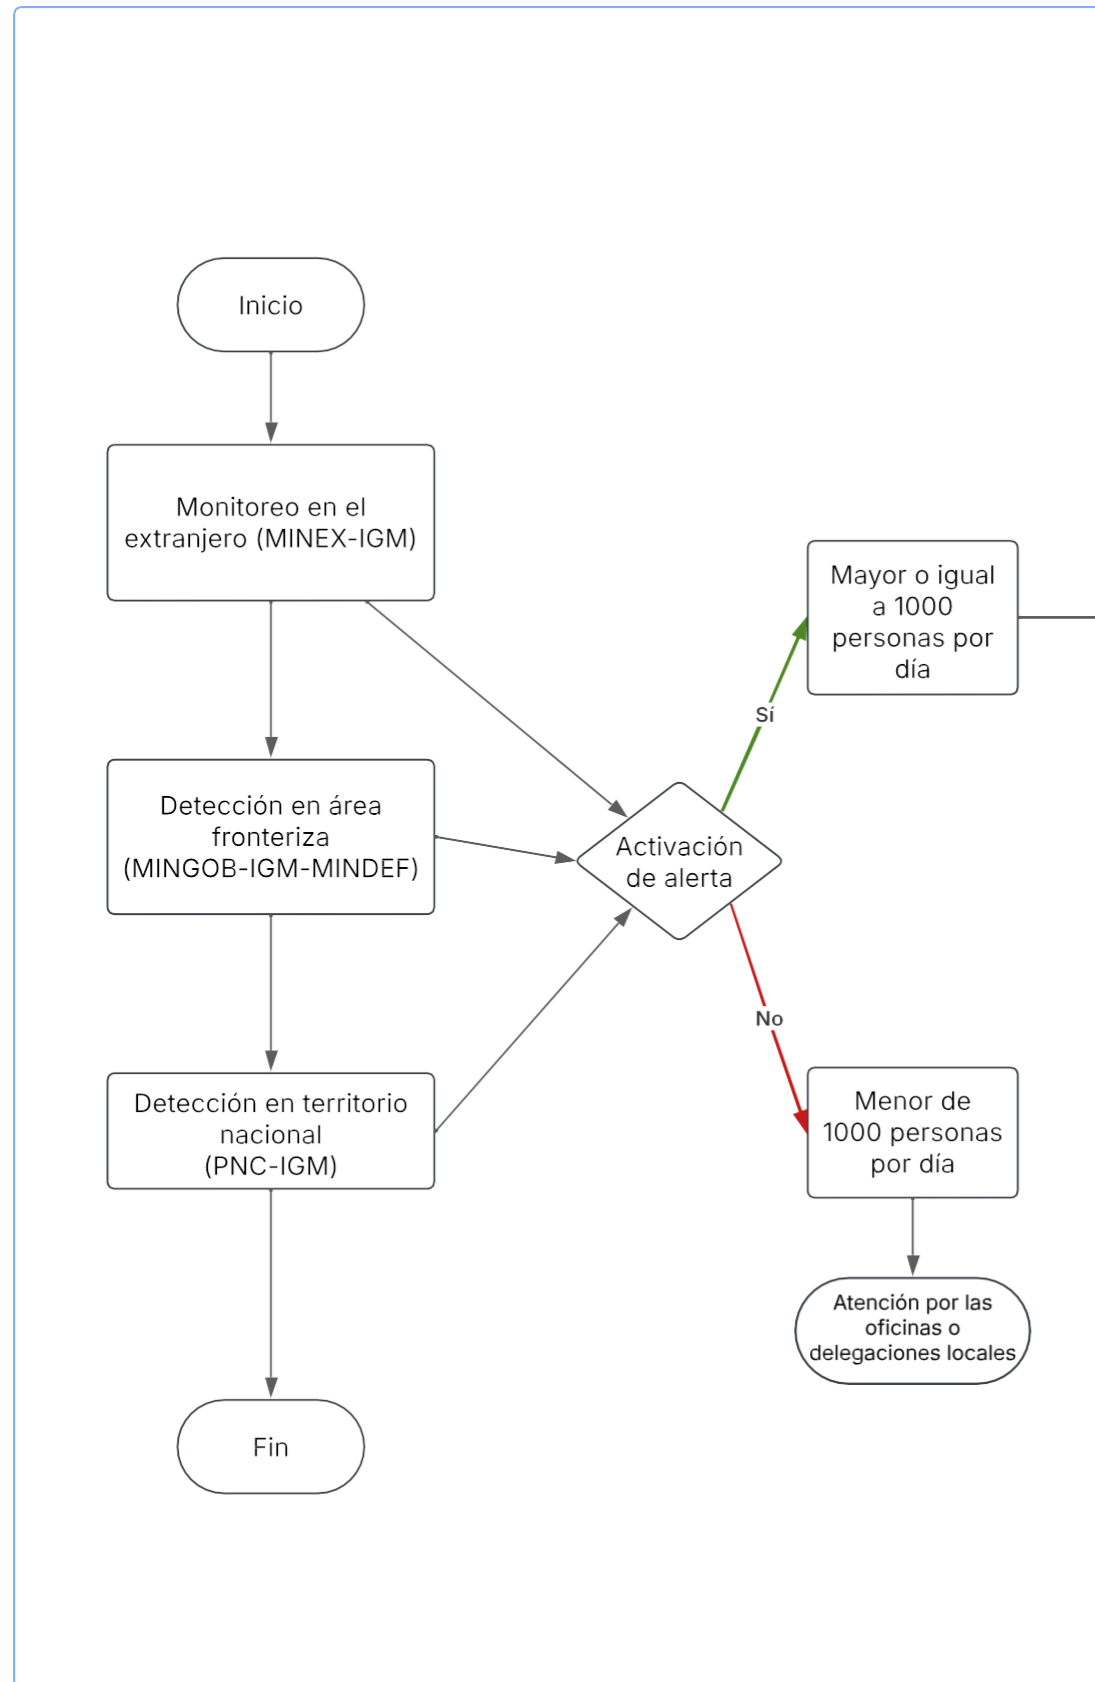 Inicio
Monitoreo en el
extranjero (MINEX-IGM)
Detección en área
fronteriza
(MINGOB-IGM-MINDEF)
Detección en territorio
nacional
(PNC-IGM)
Fin
Activación
de alerta
Sí
Mayor o igual
a 1000
personas por
día
No
Menor de
1000 personas
por día
Atención por las
oficinas o
delegaciones locales